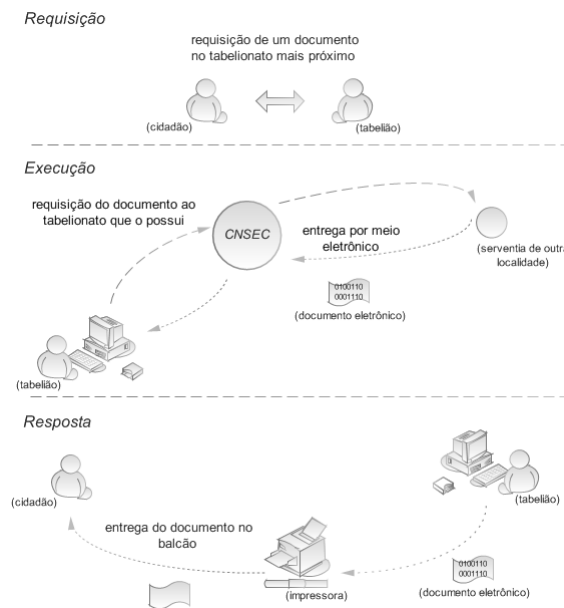 Requisição
requisição de um documento
no tabelionato mais próximo
(cidadão)
(tabelião)
Execução
requisição do documento ao
tabelionato que o possui
CNSEC
entrega por meio
eletrônico
(serventia de outra
localidade)
0100110
0001110
(documento eletrônico)
(tabelião)
Resposta
(cidadão)
(tabelião)
entrega do documento no
balcão
(impressora)
0100110
0001110
(documento eletrônico)